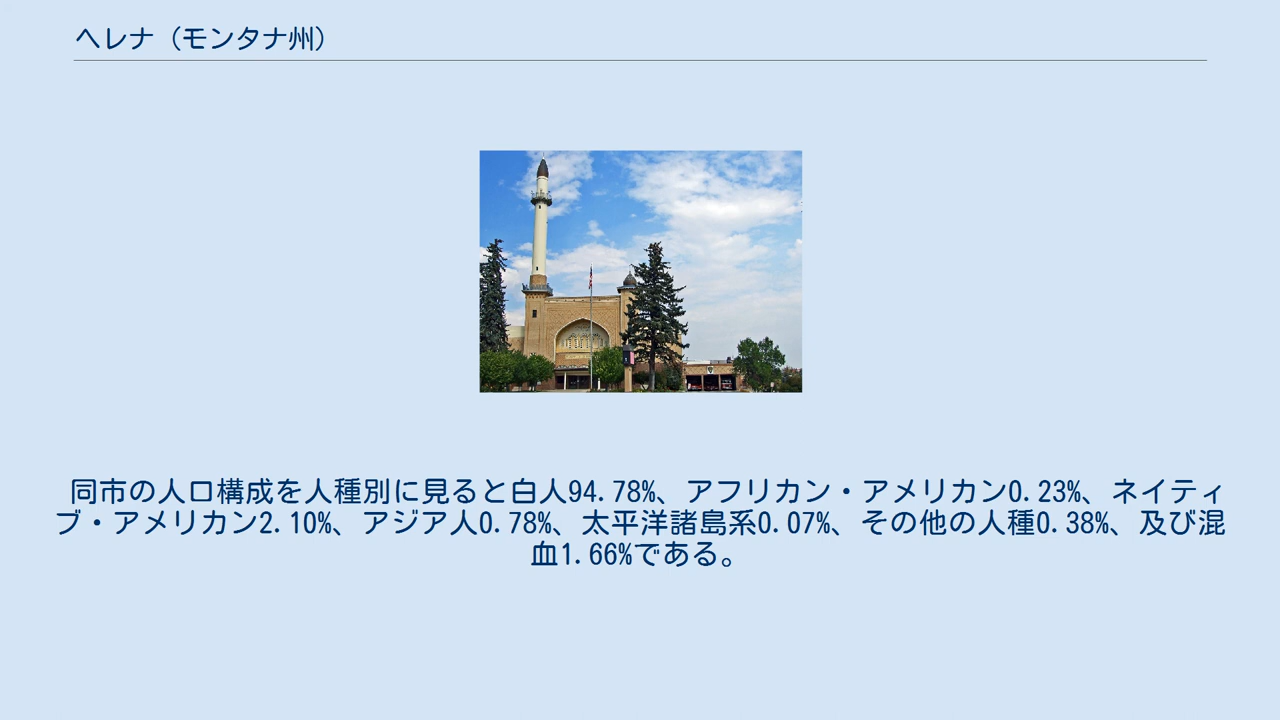 ヘレナ（モンタナ州）
同市の人口構成を人種別に見ると白人94.78%、アフリカン・アメリカン0.23%、ネイティ
ブ・アメリカン2.10%、アジア人0.78%、太平洋諸島系0.07%、その他の人種0.38%、及び混
血1.66%である。